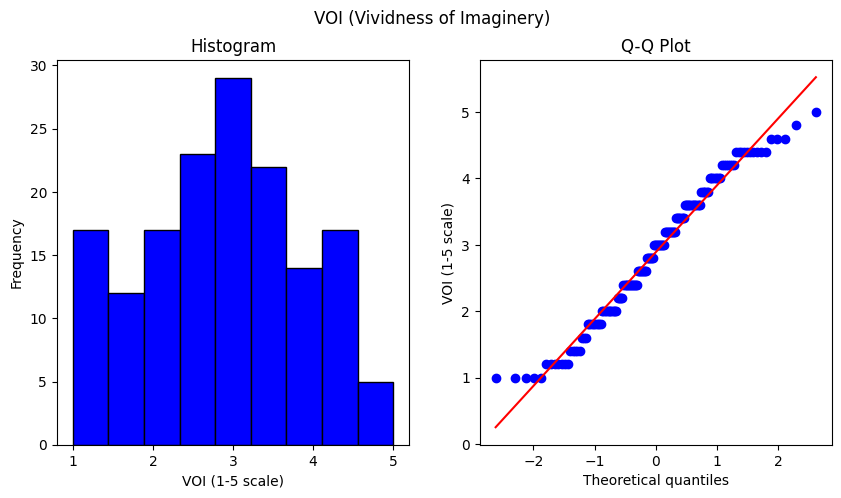 VOI (Vividness of Imaginery)
Histogram
Frequency
30
25
20
15
10
5
0
1 2 3 4 5
VOI (1-5 scale)
Q-Q Plot
VOI (1-5 scale)
5
4
3
2
1
0
−2 −1 0 1 2
Theoretical quantiles